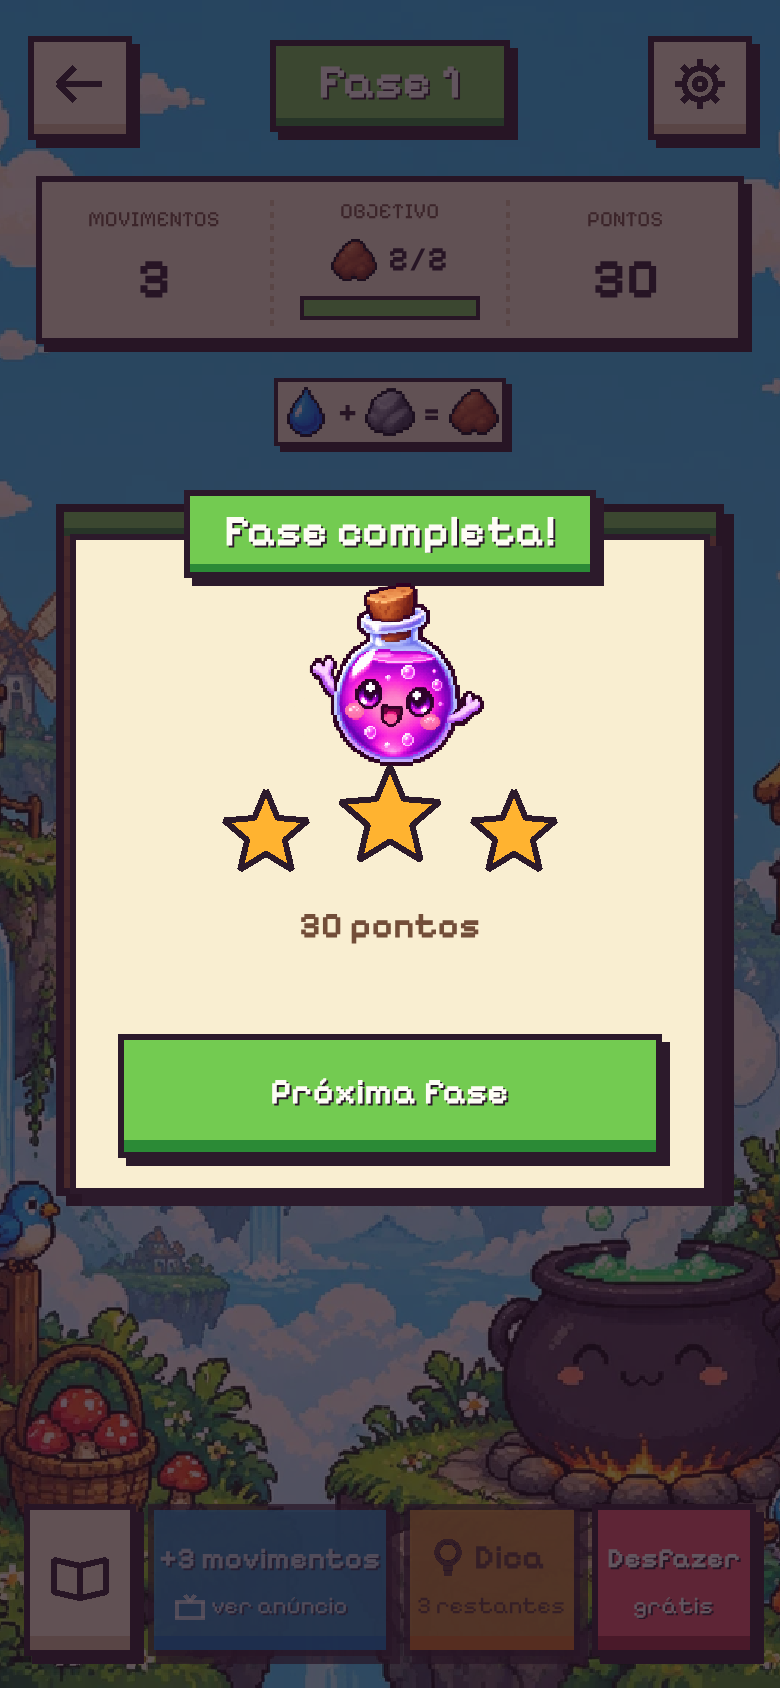 Fase 1
MOVIMENTOS
OBJETIVO
PONTOS
3
2/2
30
+ =
Fase completa!
30 pontos
Próxima fase
+3 movimentos
ver anúncio
Dica
3 restantes
Desfazer
grátis